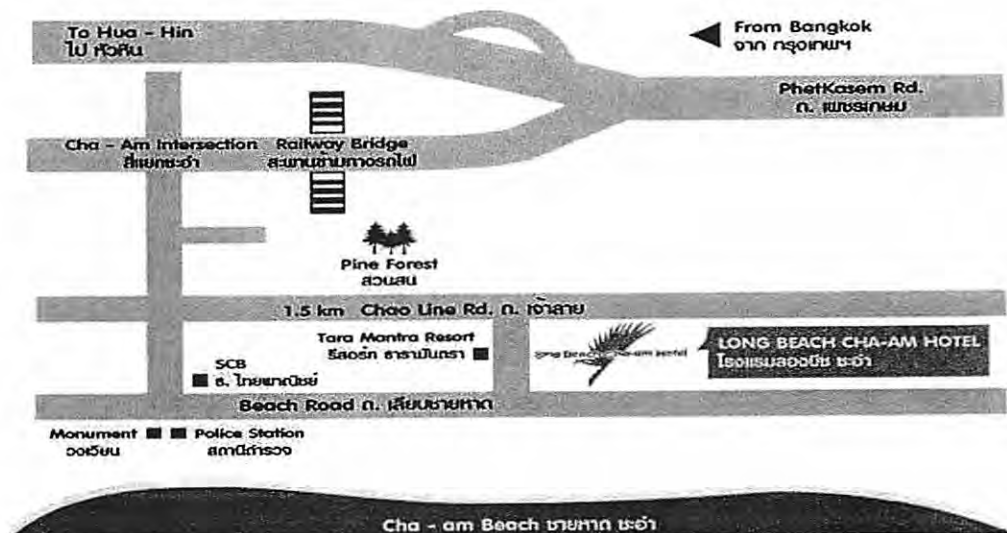 To Hua - Hin
ไป หัวหิน
From Bangkok
จาก กรุงเทพฯ
PhetKasem Rd.
ถ. เพชรเกษม
Cha - Am Intersection
สี่แยกชะอำ
Railway Bridge
สะพานข้ามทางรถไฟ
Pine Forest
สวนสน
1.5 km Chao Line Rd. ถ. เจ้าลาย
Tara Mantra Resort
รีสอร์ท ธารามันตรา
LONG BEACH CHA-AM HOTEL
LONG BEACH CHA-AM HOTEL
โรงแรมลองบีช ชะอำ
SCB
ธ. ไทยพาณิชย์
Beach Road ถ. เลียบชายหาด
Monument
วงเวียน
Police Station
สถานีตำรวจ
Cha - am Beach ชายหาด ชะอำ